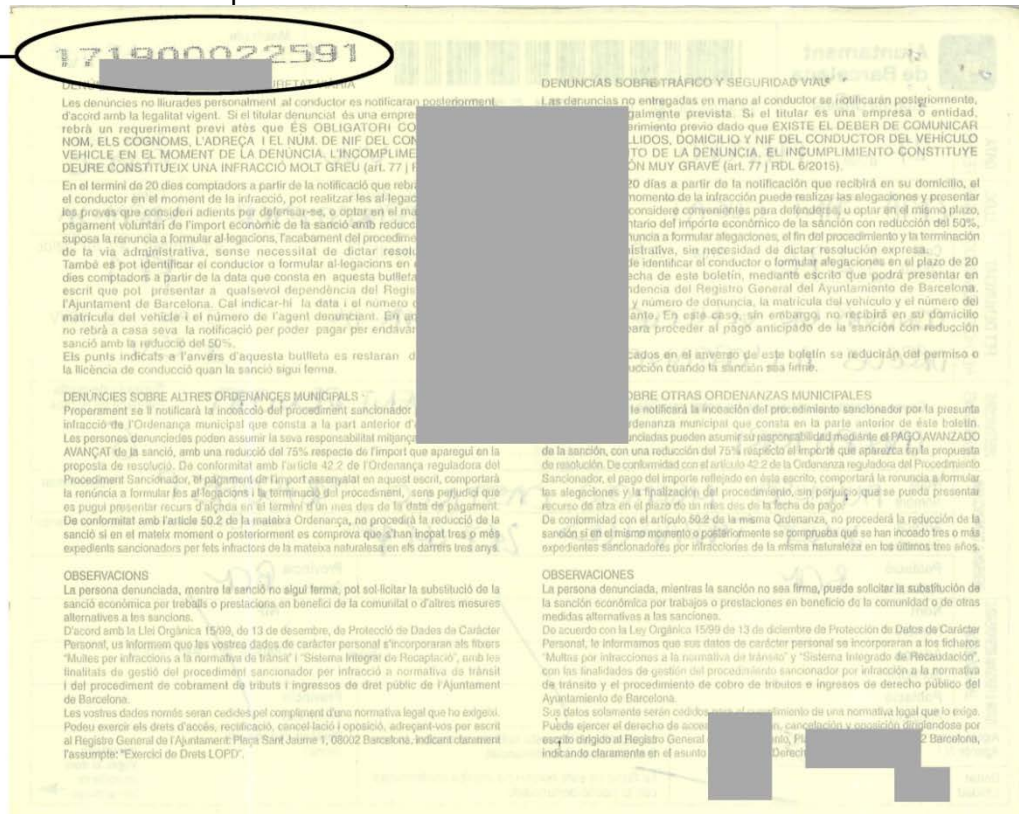 171900022591
DENÚNCIES SOBRE TRÀNSIT I SEGURETAT VIÀRIA
Les denúncies no lliurades personalment al conductor es notificaran posteriorment,
d'acord amb la legalitat vigent. Si el titular denunciat és una empre
rebrà un requeriment previ atès que ÉS OBLIGATORI CO
NOM, ELS COGNOMS, L'ADREÇA I EL NÚM. DE NIF DEL CON
VEHICLE EN EL MOMENT DE LA DENÚNCIA. L'INCOMPLIME
DEURE CONSTITUEIX UNA INFRACCIÓ MOLT GREU (art. 77 j R
En el termini de 20 dies comptadors a partir de la notificació que rebrà
el conductor en el moment de la infracció, pot realitzar les al·legac
les proves que consideri adients per defensar-se, o optar en el ma
pagament voluntari de l'import econòmic de la sanció amb reducc
suposa la renuncia a formular al·legacions, l'acabament del procedime
de la via administrativa, sense necessitat de dictar resolu
També es pot identificar el conductor o formular al·legacions en
dies comptadors a partir de la data que consta en aquesta butlleta
escrit que pot presentar a qualsevol dependència del Regis
l'Ajuntament de Barcelona. Cal indicar-hi la data i el número
matrícula del vehicle i el número de l'agent denunciant. En aq
no rebrà a casa seva la notificació per poder pagar per endavan
sanció amb la reducció del 50%.
Els punts indicats a l'anvers d'aquesta butlleta es restaran d
la llicència de conducció quan la sanció sigui ferma.
DENÚNCIES SOBRE ALTRES ORDENANCES MUNICIPALS
Properament se li notificarà la incoació del procediment sancionador
infracció de l'Ordenança municipal que consta a la part anterior d'
Les persones denunciades poden assumir la seva responsabilitat mitjanç
AVANÇAT de la sanció, amb una reducció del 75% respecte de l'import que aparegui en la
proposta de resolució. De conformitat amb l'article 42.2 de l'Ordenança reguladora del
Procediment Sancionador, el pagament de l'import assenyalat en aquest escrit, comportarà
la renúncia a formular les al·legacions i la terminació del procediment, sens perjudici que
es pugui presentar recurs d'alçada en el termini d'un mes des de la data de pagament.
De conformitat amb l'article 50.2 de la mateixa Ordenança, no procedirà la reducció de la
sanció si en el mateix moment o posteriorment es comprova que s'han incoat tres o més
expedients sancionadors per fets infractors de la mateixa naturalesa en els darrers tres anys.
OBSERVACIONS
La persona denunciada, mentre la sanció no sigui ferma, pot sol·licitar la substitució de la
sanció econòmica per treballs o prestacions en benefici de la comunitat o d'altres mesures
alternatives a les sancions.
D'acord amb la Llei Orgànica 15/99, de 13 de desembre, de Protecció de Dades de Caràcter
Personal, us informem que les vostres dades de caràcter personal s'incorporaran als fitxers
"Multes per infraccions a la normativa de trànsit" i "Sistema Integral de Recaptació", amb les
finalitats de gestió del procediment sancionador per infracció a normativa de trànsit
i del procediment de cobrament de tributs i ingressos de dret públic de l'Ajuntament
de Barcelona.
Les vostres dades només seran cedides pel compliment d'una normativa legal que ho exigeixi.
Podeu exercir els drets d'accés, rectificació, cancel·lació i oposició, adreçant-vos per escrit
al Registre General de l'Ajuntament: Plaça Sant Jaume 1, 08002 Barcelona, indicant clarament
l'assumpte: "Exercici de Drets LOPD".
DENUNCIAS SOBRE TRÁFICO Y SEGURIDAD VIAL
Las denuncias no entregadas en mano al conductor se notificarán posteriormente,
galmente prevista. Si el titular es una empresa o entidad,
erimiento previo dado que EXISTE EL DEBER DE COMUNICAR
LLIDOS, DOMICILIO Y NIF DEL CONDUCTOR DEL VEHÍCULO
TO DE LA DENUNCIA. EL INCUMPLIMIENTO CONSTITUYE
ÓN MUY GRAVE (art. 77 j RDL 6/2015).
20 días a partir de la notificación que recibirá en su domicilio, el
momento de la infracción puede realizar las alegaciones y presentar
considere convenientes para defenderse, u optar en el mismo plazo,
ntario del importe económico de la sanción con reducción del 50%,
nuncia a formular alegaciones, el fin del procedimiento y la terminación
nistrativa, sin necesidad de dictar resolución expresa.
de identificar el conductor o formular alegaciones en el plazo de 20
echa de este boletín, mediante escrito que podrá presentar en
ndencia del Registro General del Ayuntamiento de Barcelona.
y número de denuncia, la matrícula del vehículo y el número del
ante. En este caso, sin embargo, no recibirá en su domicilio
para proceder al pago anticipado de la sanción con reducción
cados en el anverso de este boletín se reducirán del permiso o
ucción cuando la sanción sea firme.
OBRE OTRAS ORDENANZAS MUNICIPALES
le notificará la incoación del procedimiento sancionador por la presunta
rdenanza municipal que consta en la parte anterior de éste boletín.
nciadas pueden asumir su responsabilidad mediante el PAGO AVANZADO
de la sanción, con una reducción del 75% respecto el importe que aparezca en la propuesta
de resolución. De conformidad con el artículo 42.2 de la Ordenanza reguladora del Procedimiento
Sancionador, el pago del importe reflejado en éste escrito, comportará la renuncia a formular
las alegaciones y la finalización del procedimiento, sin perjuicio que se pueda presentar
recurso de alza en el plazo de un mes des de la fecha de pago.
De conformidad con el artículo 50.2 de la misma Ordenanza, no procederá la reducción de la
sanción si en el mismo momento o posteriormente se comprueba que se han incoado tres o más
expedientes sancionadores por infracciones de la misma naturaleza en los últimos tres años.
OBSERVACIONES
La persona denunciada, mientras la sanción no sea firma, puede solicitar la substitución de
la sanción económica por trabajos o prestaciones en beneficio de la comunidad o de otras
medidas alternativas a las sanciones.
De acuerdo con la Ley Orgánica 15/99 de 13 de diciembre de Protección de Datos de Carácter
Personal, le informamos que sus datos de carácter personal se incorporaran a los ficheros
"Multas por infracciones a la normativa de tránsito" y "Sistema Integrado de Recaudación",
con las finalidades de gestión del procedimiento sancionador por infracción a la normativa
de tránsito y el procedimiento de cobro de tributos e ingresos de derecho público del
Ayuntamiento de Barcelona.
Sus datos solamente serán cedidos para el cumplimiento de una normativa legal que lo exige.
Puede ejercer el derecho de acceso, cancelación y oposición dirigiéndose por
escrito dirigido al Registro General Pla 2 Barcelona,
indicando claramente en el asunto Derech